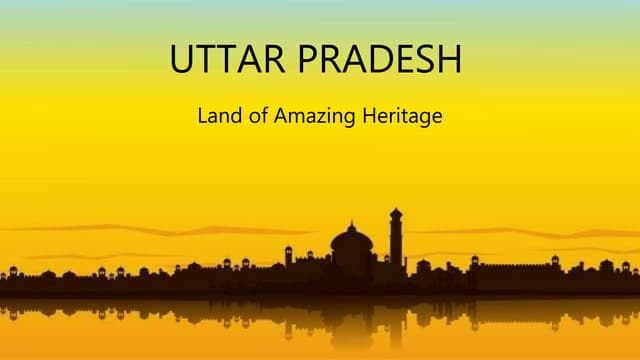 UTTAR PRADESH
Land of Amazing Heritage